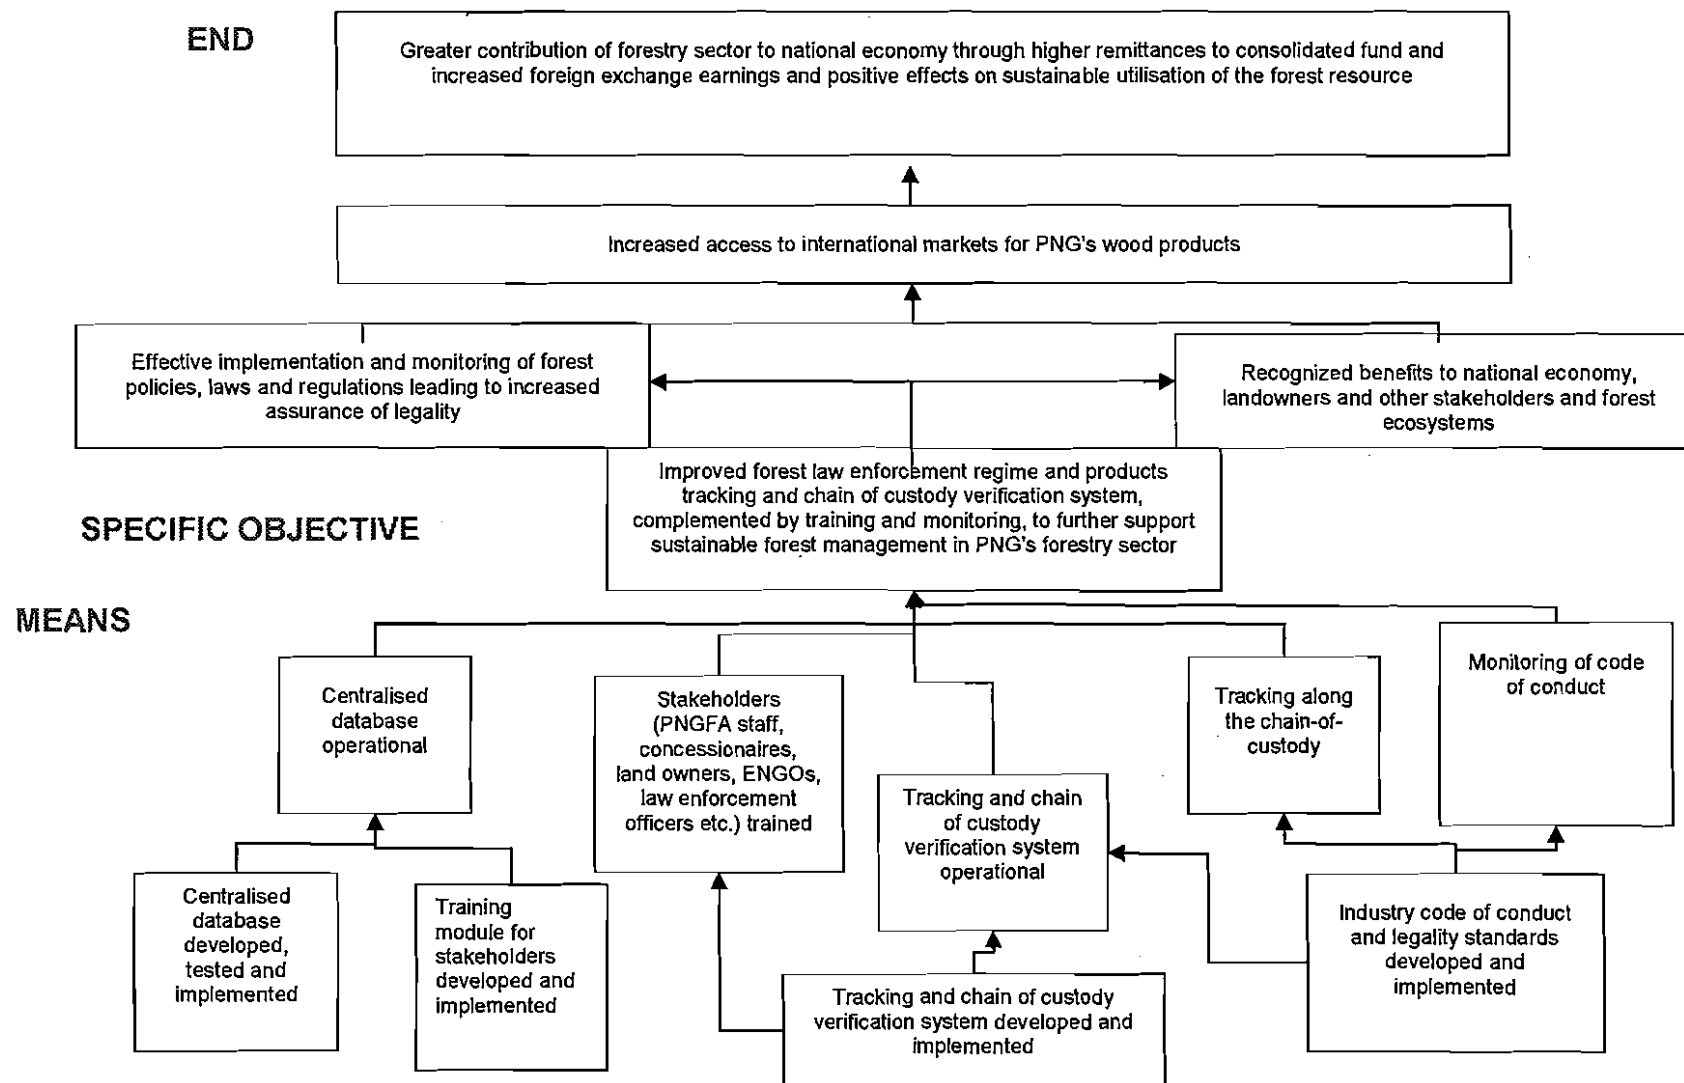 END
Greater contribution of forestry sector to national economy through higher remittances to consolidated fund and
increased foreign exchange earnings and positive effects on sustainable utilisation of the forest resource
Increased access to international markets for PNG's wood products
Effective implementation and monitoring of forest
policies, laws and regulations leading to increased
assurance of legality
Recognized benefits to national economy,
landowners and other stakeholders and forest
ecosystems
Improved forest law enforcement regime and products
tracking and chain of custody verification system,
complemented by training and monitoring, to further support
sustainable forest management in PNG's forestry sector
SPECIFIC OBJECTIVE
MEANS
Centralised
database
operational
Stakeholders
(PNGFA staff,
concessionaires,
land owners, ENGOs,
law enforcement
officers etc.) trained
Tracking and chain
of custody
verification system
operational
Tracking along
the chain-of-
custody
Monitoring of code
of conduct
Centralised
database
developed,
tested and
implemented
Training
module for
stakeholders
developed and
implemented
Tracking and chain of custody
verification system developed and
implemented
Industry code of conduct
and legality standards
developed and
implemented